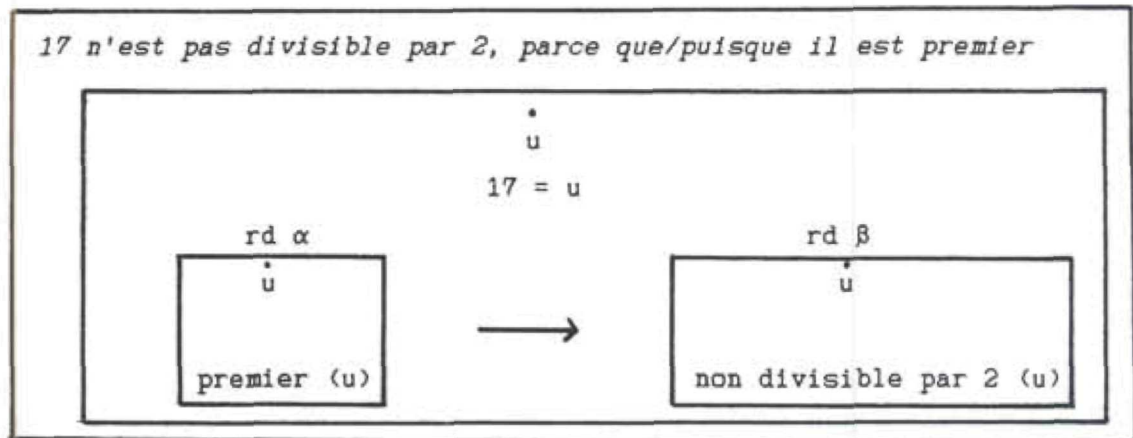 17 n'est pas divisible par 2, parce que/puisque il est premier
u
17 = u
rd α rd β
u u
premier (u) non divisible par 2 (u)